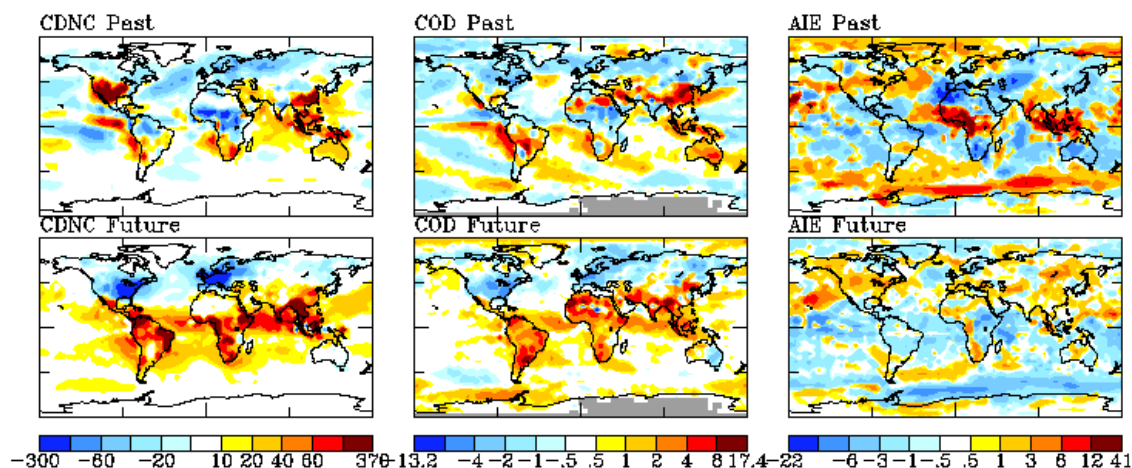 CDNC Past
COD Past
AIE Past
CDNC Future
COD Future
AIE Future
-300 -60 -20 10 20 40 60 370
-13.2 -4 -2 -1 -.5 .5 1 2 4 8 17.4
-22 -6 -3 -1 1 3 6 12 41